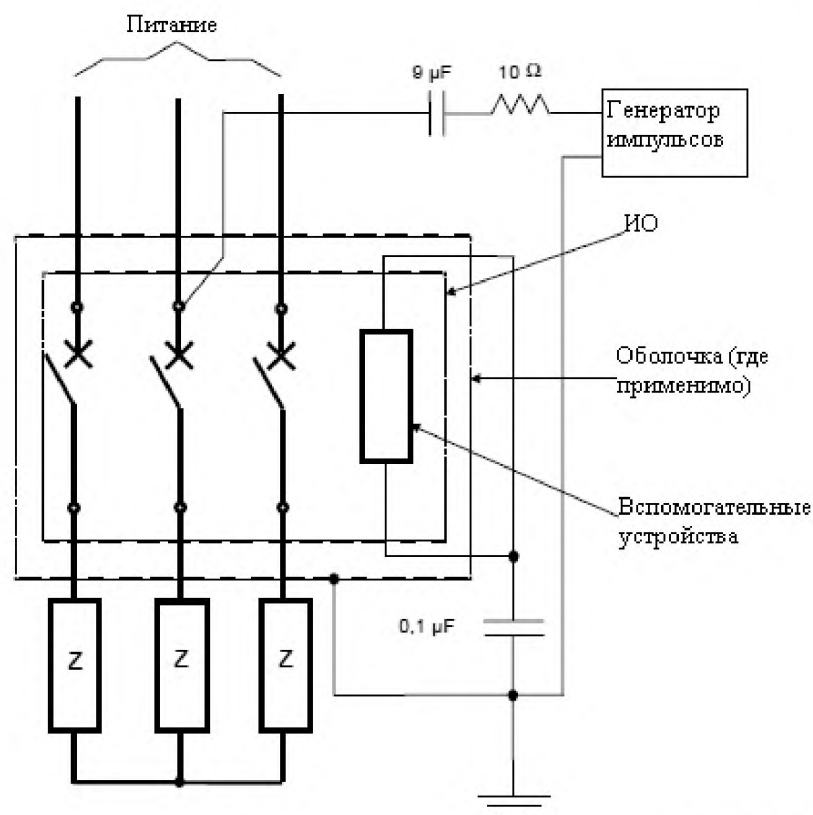 Питание
9 µF
10 Ω
Генератор
импульсов
ИО
Оболочка (где
применимо)
Вспомогательные
устройства
0,1 µF
Z
Z
Z